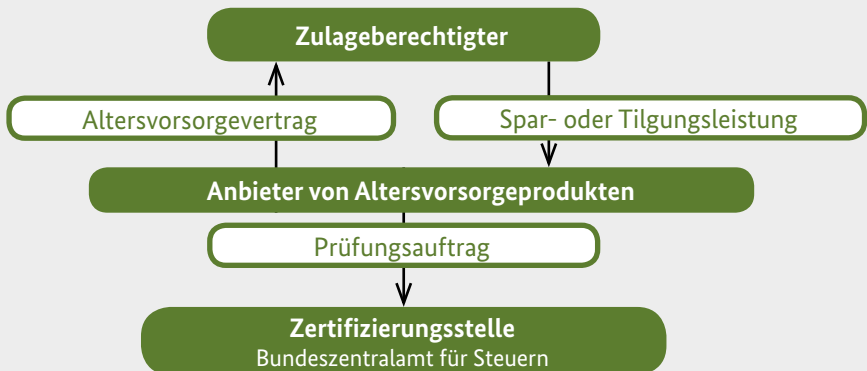 Zulageberechtigter
Altersvorsorgevertrag
Spar- oder Tilgungsleistung
Anbieter von Altersvorsorgeprodukten
Prüfungsauftrag
Zertifizierungsstelle
Bundeszentralamt für Steuern